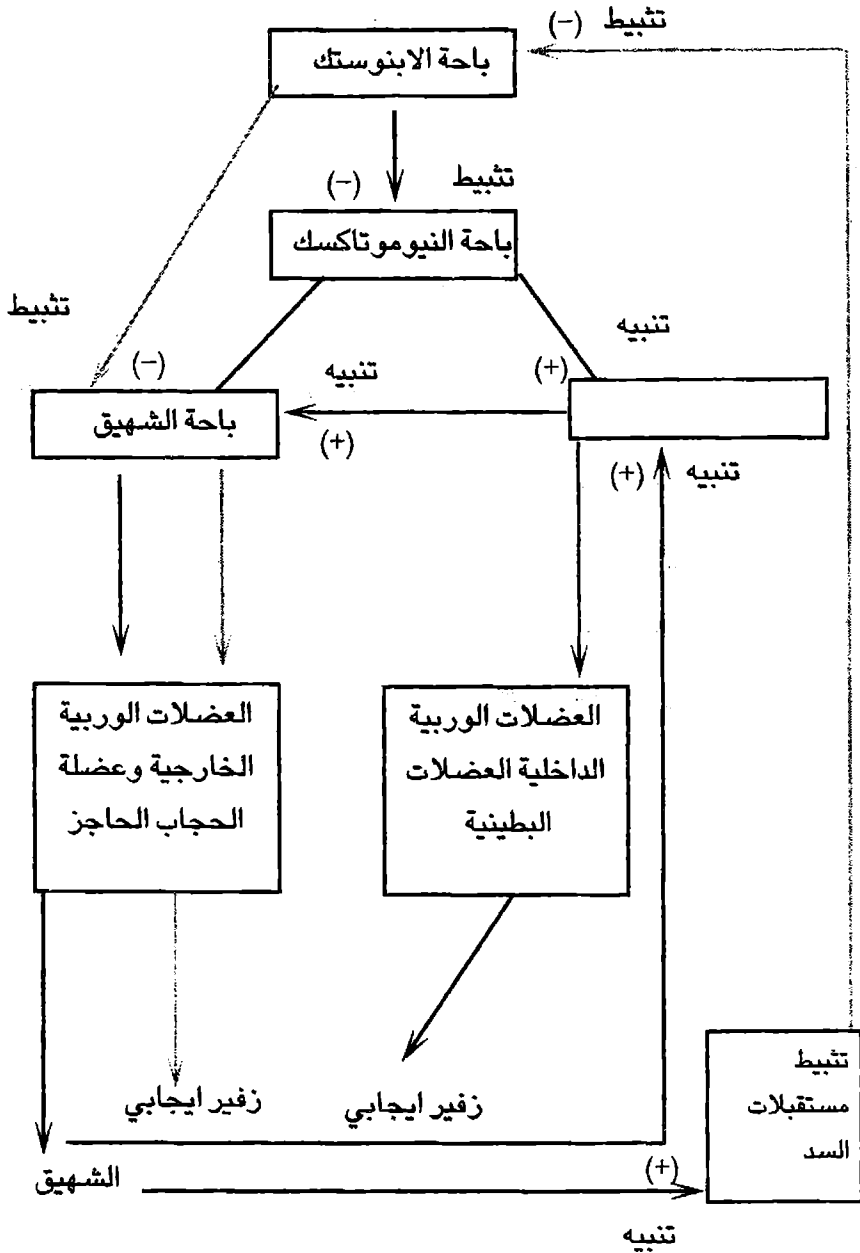 تثبيط (-)
باحة الابنوستك
تثبيط (-)
باحة النيوموتاكسك
تثبيط
(-)
تنبيه
تنبيه
(+)
باحة الشهيق
(+)
تنبيه (+)
العضلات الوربية
الخارجية وعضلة
الحجاب الحاجز
العضلات الوربية
الداخلية العضلات
البطينية
تثبيط
مستقبلات
السد
زفير ايجابي
زفير ايجابي
الشهيق
(+)
تنبيه